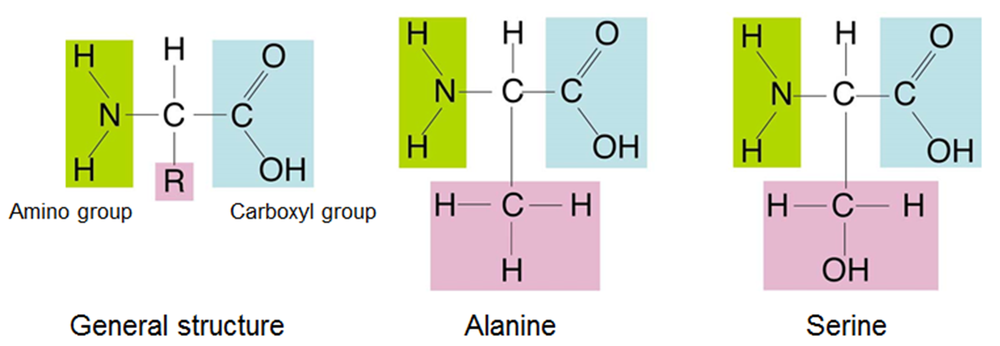 H H O
N C C
H R OH
Amino group Carboxyl group
General structure
H H O
N C C
H OH
H C H
H
Alanine
H H O
N C C
H OH
H C H
OH
Serine